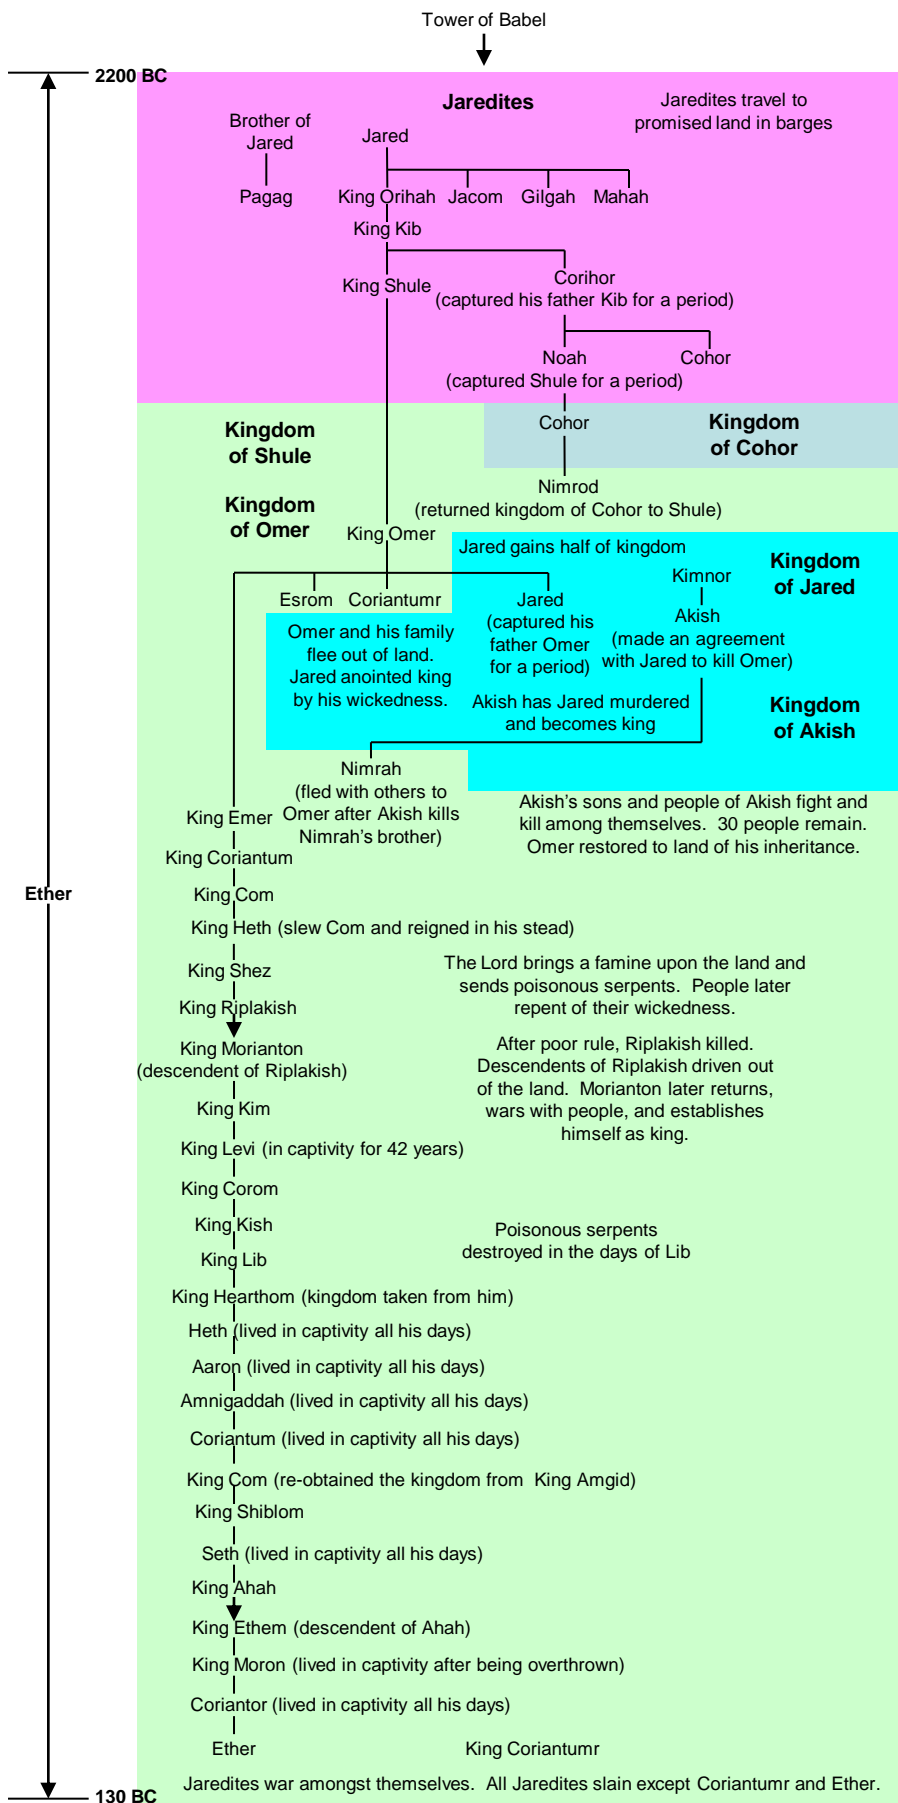 Tower of Babel
2200 BC
Jaredites
Jaredites travel to
promised land in barges
Brother of
Jared
Jared
Pagag
King Orihah
Jacom
Gilgah
Mahah
King Kib
King Shule
Corihor
(captured his father Kib for a period)
Noah
(captured Shule for a period)
Cohor
Kingdom
of Shule
Cohor
Kingdom
of Cohor
Nimrod
(returned kingdom of Cohor to Shule)
Kingdom
of Omer
King Omer
Jared gains half of kingdom
Kingdom
of Jared
Kimnor
Esrom
Coriantumr
Jared
(captured his
father Omer
for a period)
Akish
(made an agreement
with Jared to kill Omer)
Omer and his family
flee out of land.
Jared anointed king
by his wickedness.
Akish has Jared murdered
and becomes king
Kingdom
of Akish
Nimrah
(fled with others to
Omer after Akish kills
Nimrah's brother)
Akish's sons and people of Akish fight and
kill among themselves.  30 people remain.
Omer restored to land of his inheritance.
King Emer
King Coriantum
Ether
King Com
King Heth (slew Com and reigned in his stead)
King Shez
The Lord brings a famine upon the land and
sends poisonous serpents.  People later
repent of their wickedness.
King Riplakish
King Morianton
(descendent of Riplakish)
After poor rule, Riplakish killed.
Descendents of Riplakish driven out
of the land.  Morianton later returns,
wars with people, and establishes
himself as king.
King Kim
King Levi (in captivity for 42 years)
King Corom
King Kish
Poisonous serpents
destroyed in the days of Lib
King Lib
King Hearthom (kingdom taken from him)
Heth (lived in captivity all his days)
Aaron (lived in captivity all his days)
Amnigaddah (lived in captivity all his days)
Coriantum (lived in captivity all his days)
King Com (re-obtained the kingdom from  King Amgid)
King Shiblom
Seth (lived in captivity all his days)
King Ahah
King Ethem (descendent of Ahah)
King Moron (lived in captivity after being overthrown)
Coriantor (lived in captivity all his days)
Ether
King Coriantumr
Jaredites war amongst themselves.  All Jaredites slain except Coriantumr and Ether.
130 BC